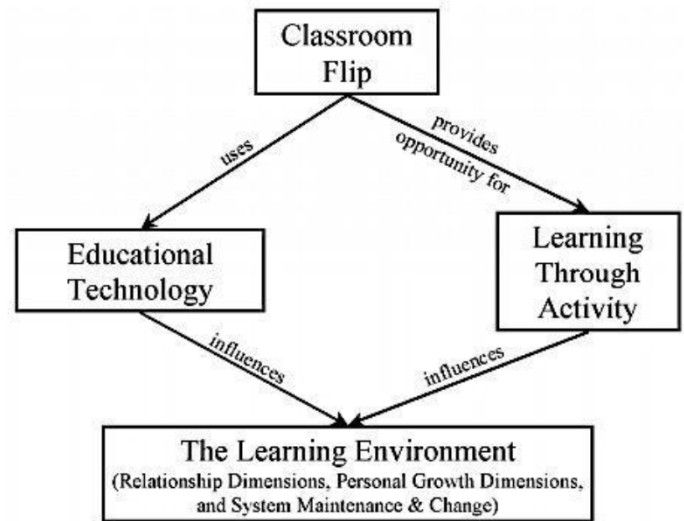 Classroom
Flip
uses
provides
opportunity for
Educational
Technology
Learning
Through
Activity
influences
influences
The Learning Environment
(Relationship Dimensions, Personal Growth Dimensions,
and System Maintenance & Change)